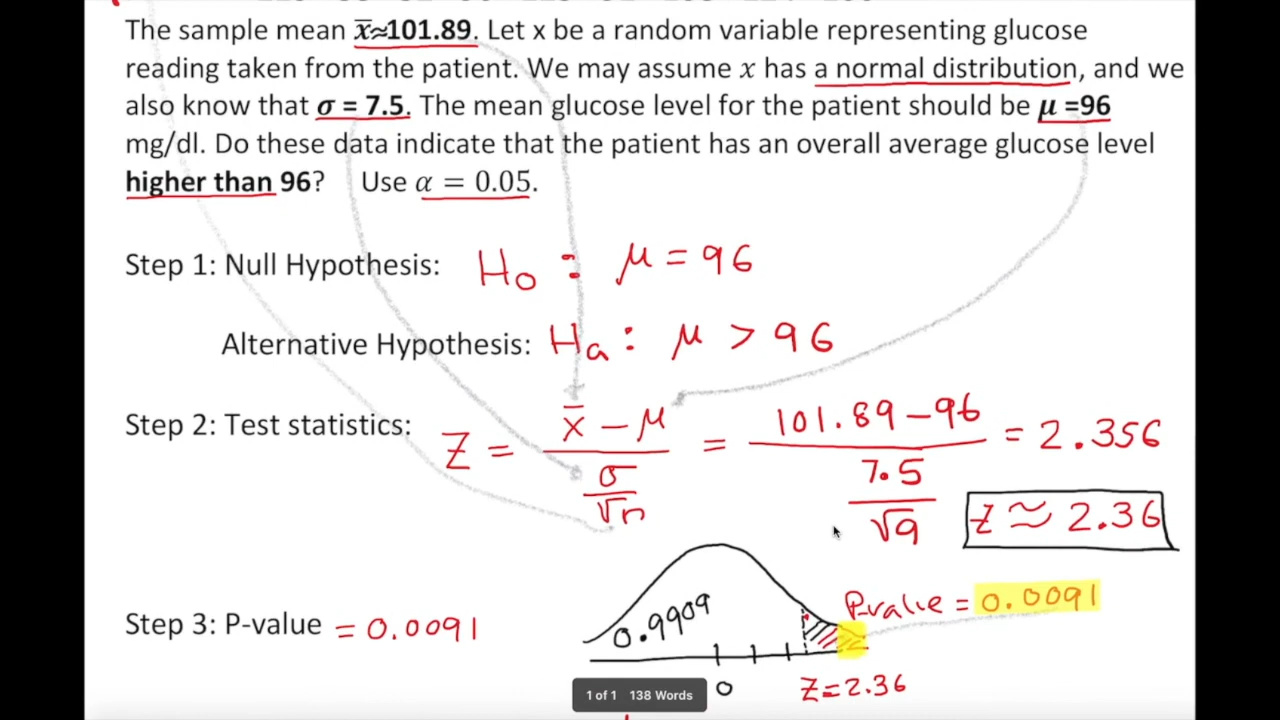 The sample mean x̅≈101.89. Let x be a random variable representing glucose
reading taken from the patient. We may assume x has a normal distribution, and we
also know that σ = 7.5. The mean glucose level for the patient should be μ =96
mg/dl. Do these data indicate that the patient has an overall average glucose level
higher than 96? Use α = 0.05.
Step 1: Null Hypothesis: H₀ : μ = 96
Alternative Hypothesis: Hₐ : μ > 96
Step 2: Test statistics: Z = (x̅ − μ) / (σ/√n) = (101.89 − 96) / (7.5/√9) = 2.356
Z ≈ 2.36
Step 3: P-value = 0.0091
0.9909
P-value = 0.0091
0
Z = 2.36
1 of 1 138 Words